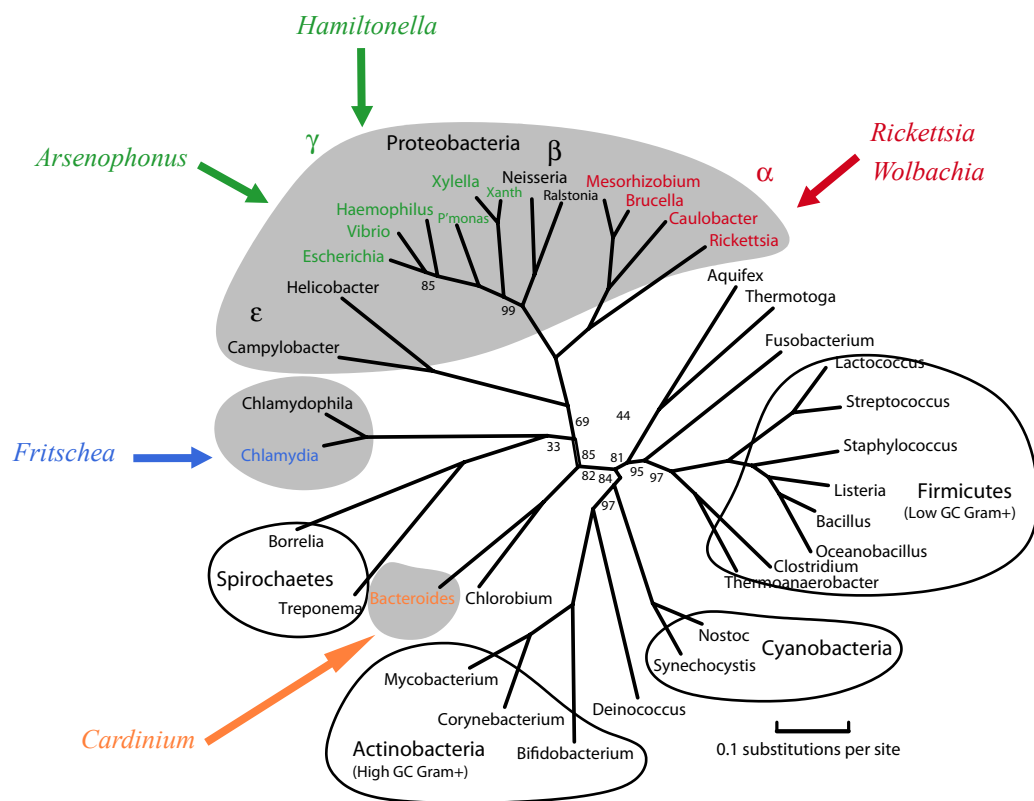 Hamiltonella
Arsenophonus
Rickettsia
Wolbachia
γ
Proteobacteria
β
α
Xylella
Xanth
Neisseria
Ralstonia
Mesorhizobium
Brucella
Haemophilus
P'monas
Caulobacter
Vibrio
Rickettsia
Escherichia
Helicobacter
85
99
ε
Campylobacter
Aquifex
Thermotoga
Fusobacterium
Lactococcus
Streptococcus
Staphylococcus
Listeria
Firmicutes
(Low GC Gram+)
Bacillus
Oceanobacillus
Clostridium
Thermoanaerobacter
Chlamydophila
Fritschea
Chlamydia
69
44
33
85
81
82
84
95
97
97
Borrelia
Spirochaetes
Treponema
Bacteroides
Chlorobium
Nostoc
Cyanobacteria
Synechocystis
Mycobacterium
Corynebacterium
Deinococcus
Cardinium
Actinobacteria
(High GC Gram+)
Bifidobacterium
0.1 substitutions per site